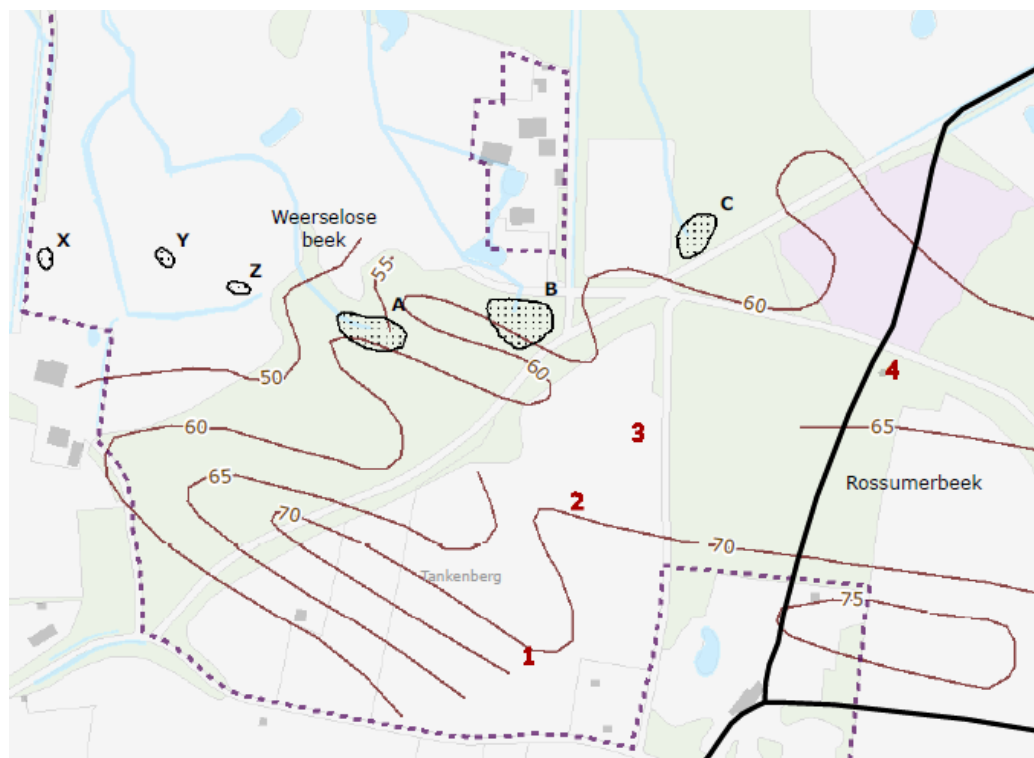 C
X
Y
Weerselose
beek
Z
55
A
B
60
50
60
4
60
65
3
65
Rossumerbeek
2
70
70
Tankenberg
75
1